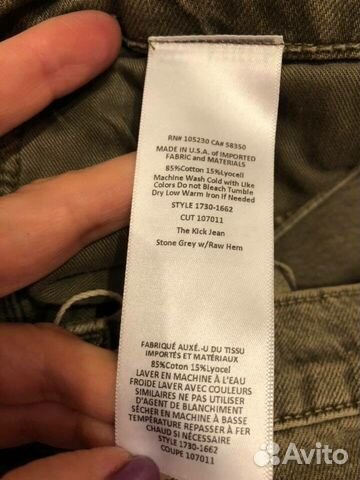 RN# 105230 CA# 58350
MADE IN U.S.A. of IMPORTED
FABRIC and MATERIALS
85%Cotton 15%Lyocell
Machine Wash Cold with Like
Colors Do not Bleach Tumble
Dry Low Warm Iron If Needed
STYLE 1730-1662
CUT 107011
The Kick Jean
Stone Grey w/Raw Hem
FABRIQUÉ AUXÉ.-U DU TISSU
IMPORTÉS ET MATÉRIAUX
85%Coton 15%Lyocel
LAVER EN MACHINE À L'EAU
FROIDE LAVER AVEC COULEURS
SIMILAIRES NE PAS UTILISER
D'AGENT DE BLANCHIMENT
SÉCHER EN MACHINE À BASSE
TEMPÉRATURE REPASSER À FER
CHAUD SI NÉCESSAIRE
STYLE 1730-1662
COUPE 107011
Avito